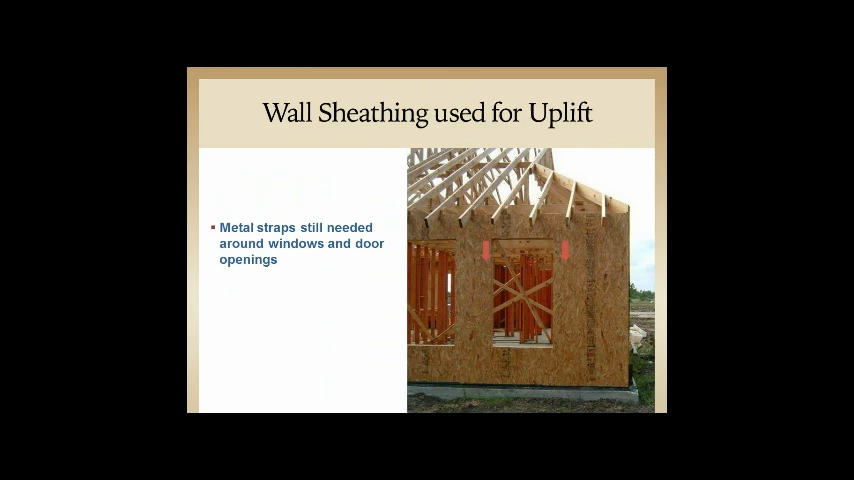 Wall Sheathing used for Uplift
▪ Metal straps still needed
around windows and door
openings